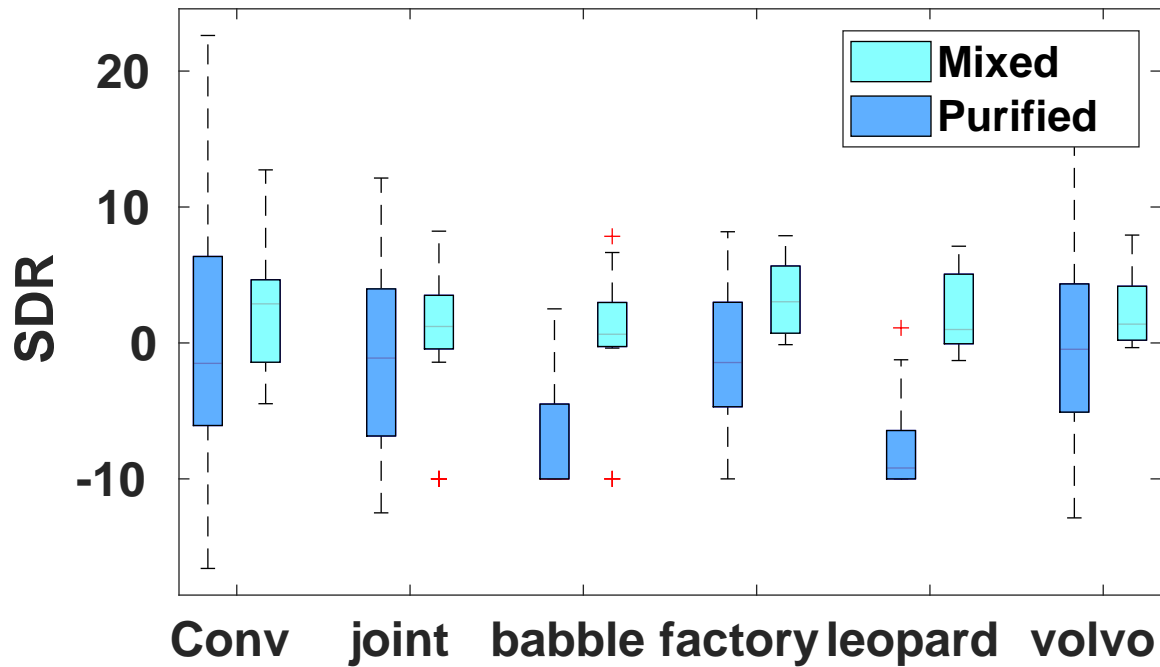 SDR
20
10
0
-10
Mixed
Purified
Conv joint babble factory leopard volvo